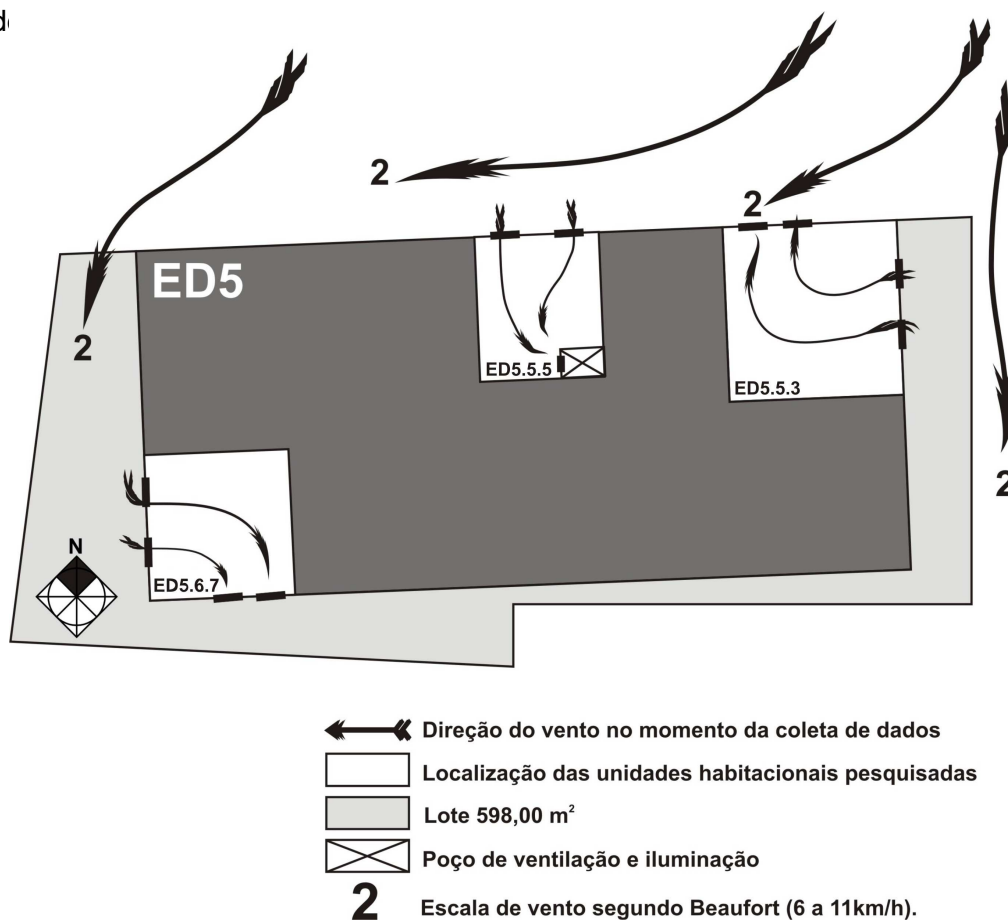 2
2
ED5
2
2
ED5.5.5
ED5.5.3
2
N
ED5.6.7
Direção do vento no momento da coleta de dados
Localização das unidades habitacionais pesquisadas
Lote 598,00 m²
Poço de ventilação e iluminação
2 Escala de vento segundo Beaufort (6 a 11km/h).